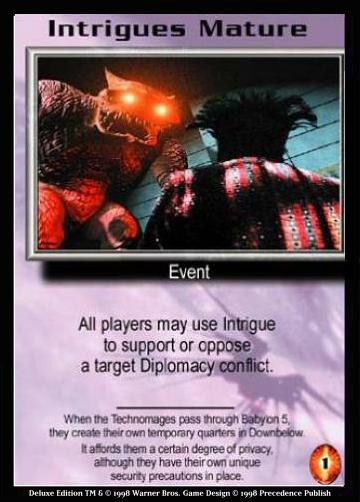 Intrigues Mature
Event
All players may use Intrigue
to support or oppose
a target Diplomacy conflict.
When the Technomages pass through Babylon 5,
they create their own temporary quarters in Downbelow.
It affords them a certain degree of privacy,
although they have their own unique
security precautions in place.
1
Deluxe Edition TM & © 1998 Warner Bros. Game Design © 1998 Precedence Publish